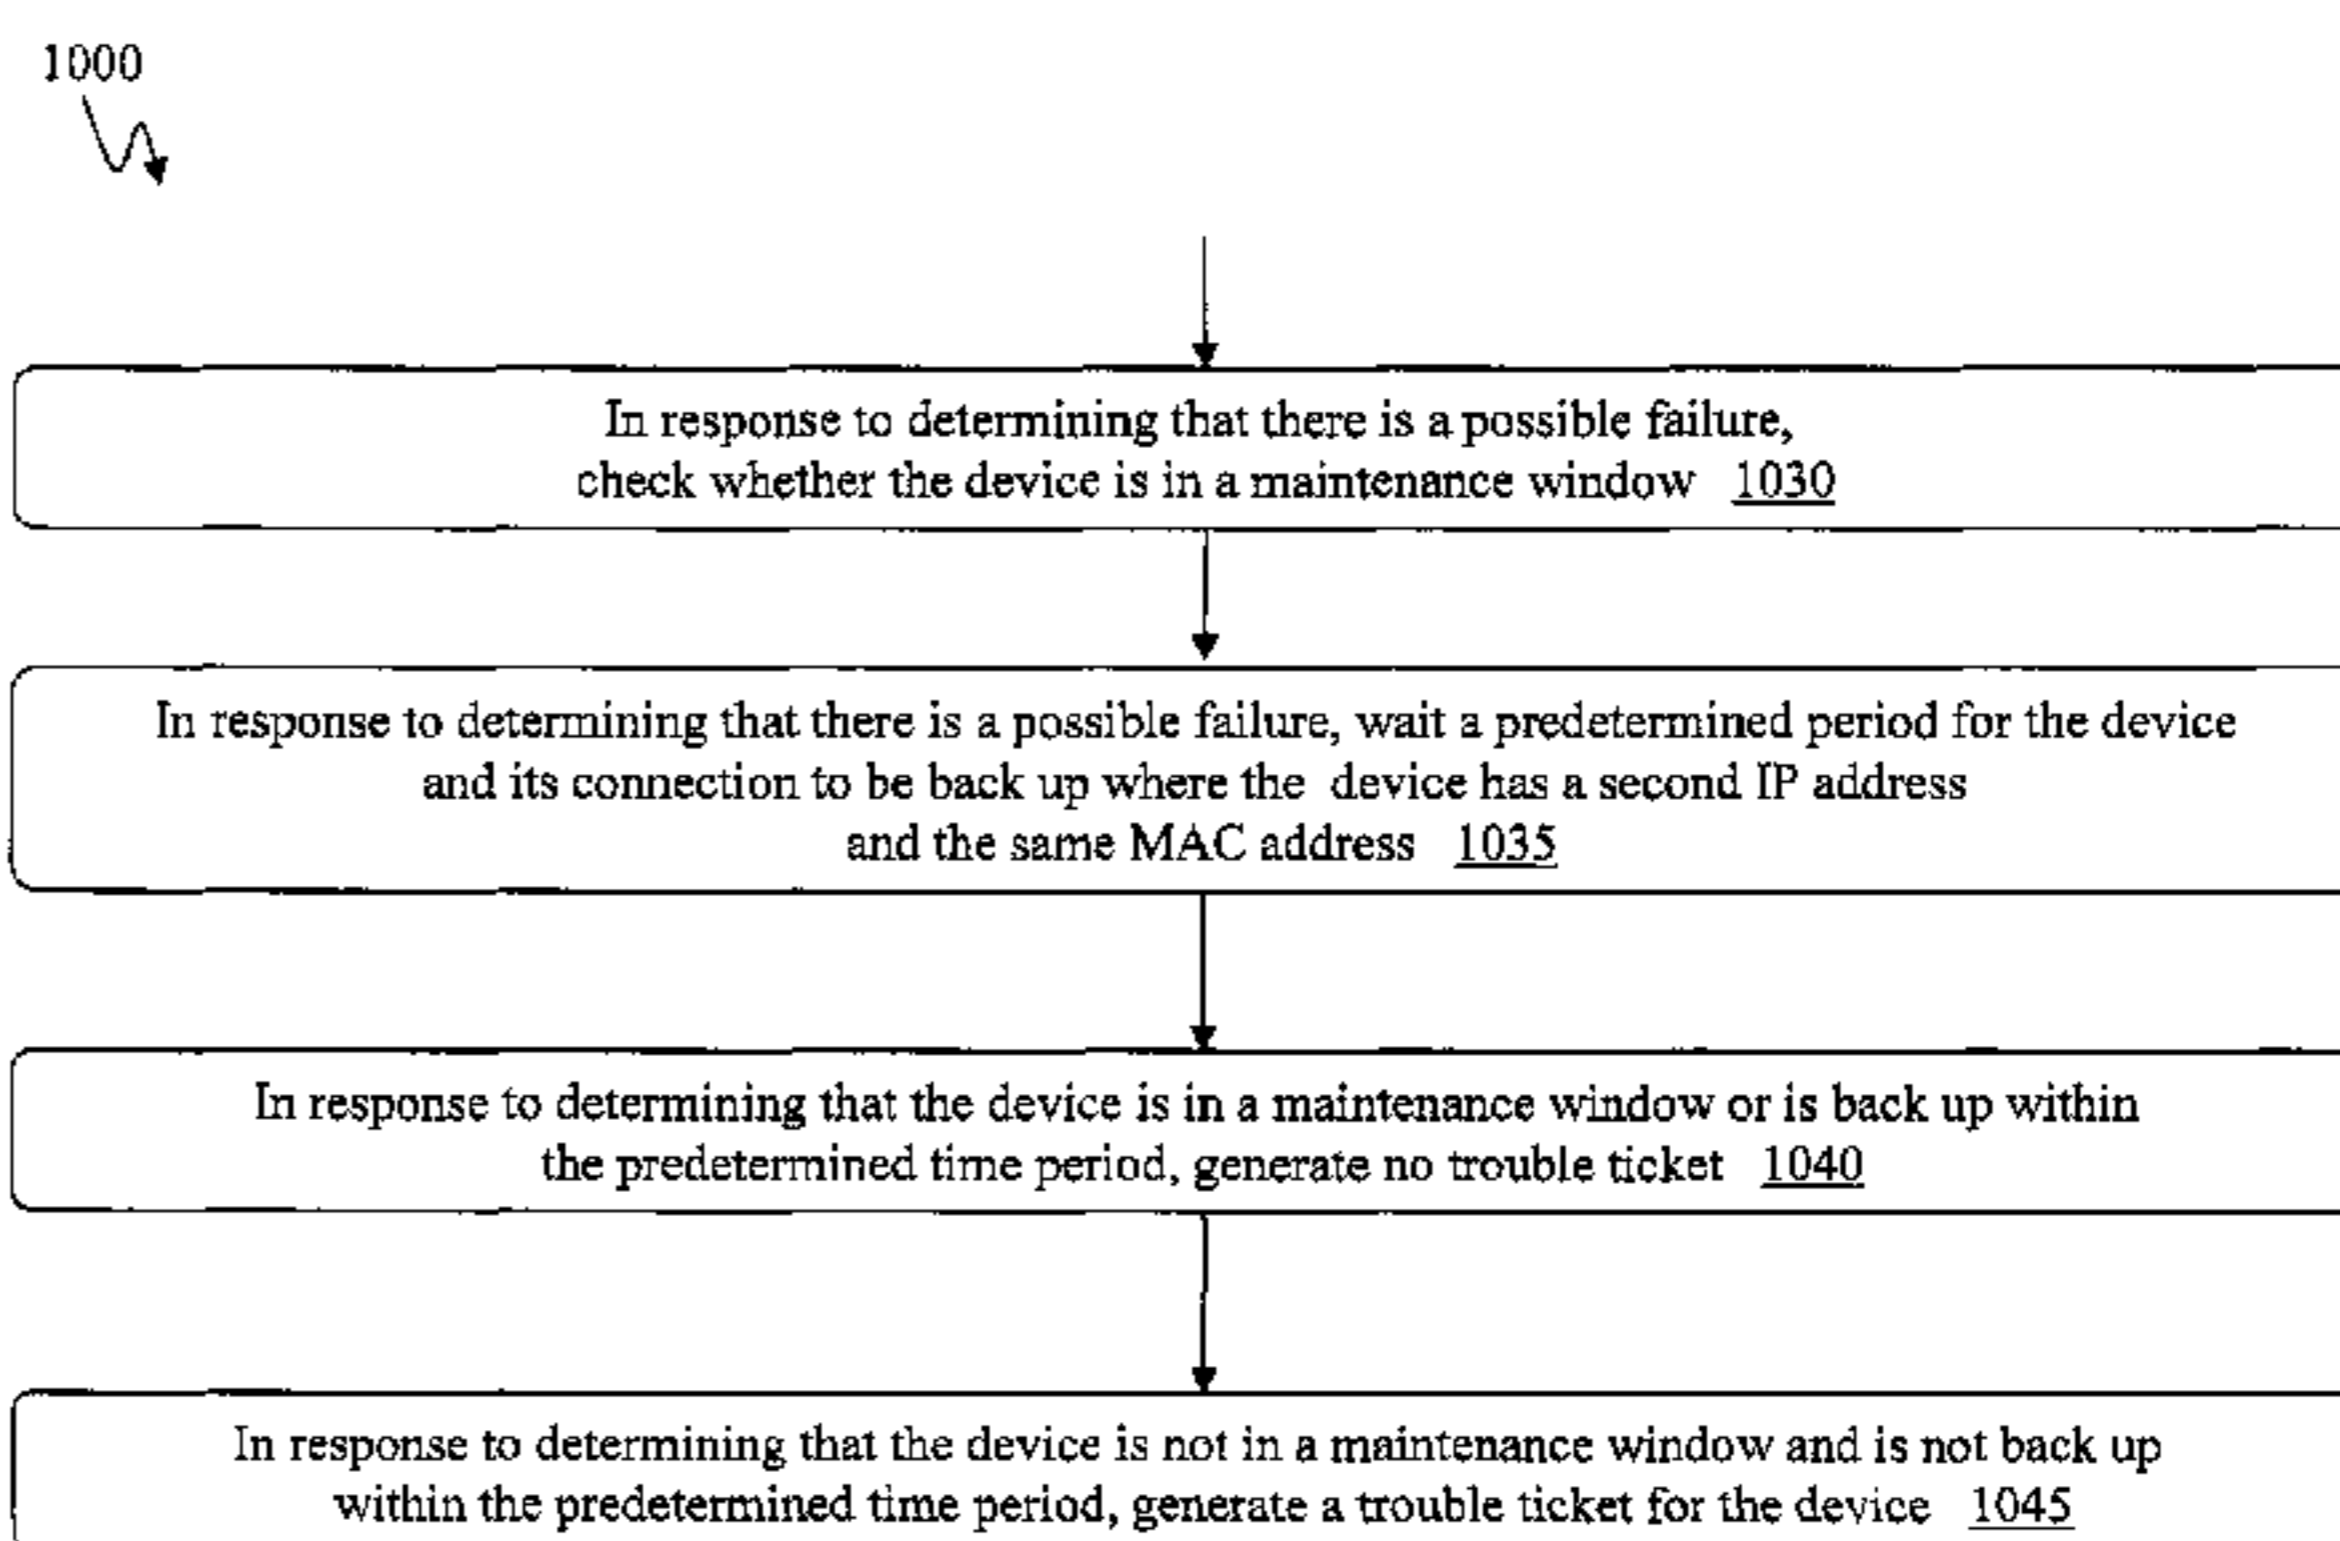 1000
In response to determining that there is a possible failure,
check whether the device is in a maintenance window 1030
In response to determining that there is a possible failure, wait a predetermined period for the device
and its connection to be back up where the device has a second IP address
and the same MAC address 1035
In response to determining that the device is in a maintenance window or is back up within
the predetermined time period, generate no trouble ticket 1040
In response to determining that the device is not in a maintenance window and is not back up
within the predetermined time period, generate a trouble ticket for the device 1045